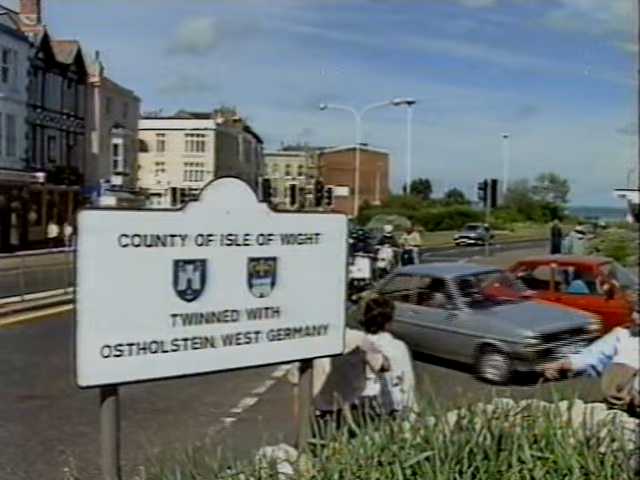 COUNTY OF ISLE OF WIGHT
TWINNED WITH
OSTHOLSTEIN, WEST GERMANY